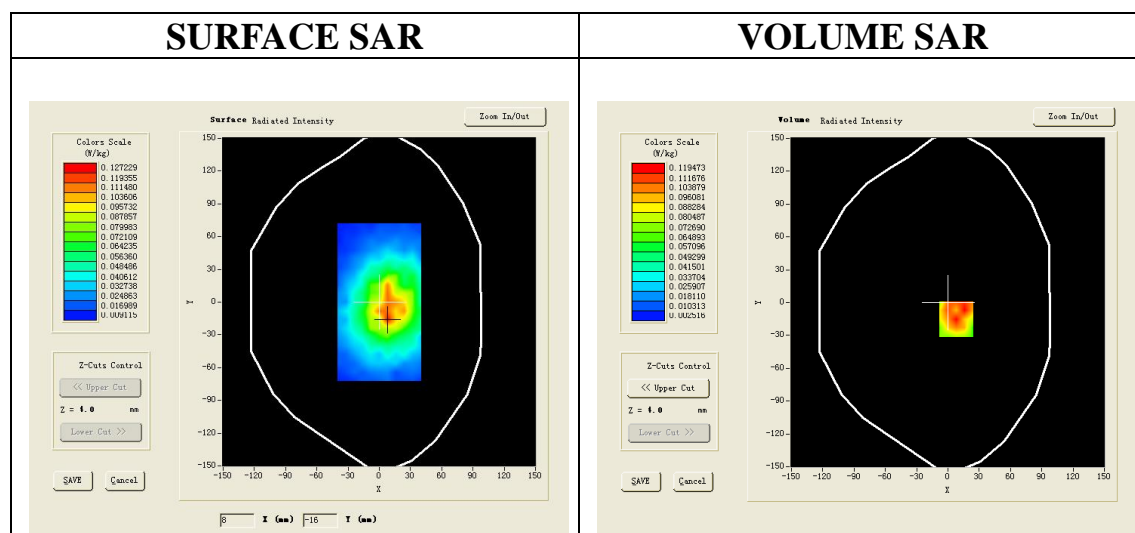 SURFACE SAR
VOLUME SAR
Surface Radiated Intensity
Zoom In/Out
Colors Scale
(W/kg)
0.127229
0.119355
0.111480
0.103606
0.095732
0.087857
0.079983
0.072109
0.064235
0.056360
0.048486
0.040612
0.032738
0.024863
0.016989
0.009115
150
120
90
60
30
0
-30
-60
-90
-120
-150
Y
-150 -120 -90 -60 -30 0 30 60 90 120 150
X
Z-Cuts Control
<< Upper Cut
Z = 4.0 mm
Lower Cut >>
SAVE Cancel
8 X (mm) -16 Y (mm)
Volume Radiated Intensity
Zoom In/Out
Colors Scale
(W/kg)
0.119473
0.111676
0.103879
0.096081
0.088284
0.080487
0.072690
0.064893
0.057096
0.049299
0.041501
0.033704
0.025907
0.018110
0.010313
0.002516
150
120
90
60
30
0
-30
-60
-90
-120
-150
Y
-150 -120 -90 -60 -30 0 30 60 90 120 150
X
Z-Cuts Control
<< Upper Cut
Z = 4.0 mm
Lower Cut >>
SAVE Cancel